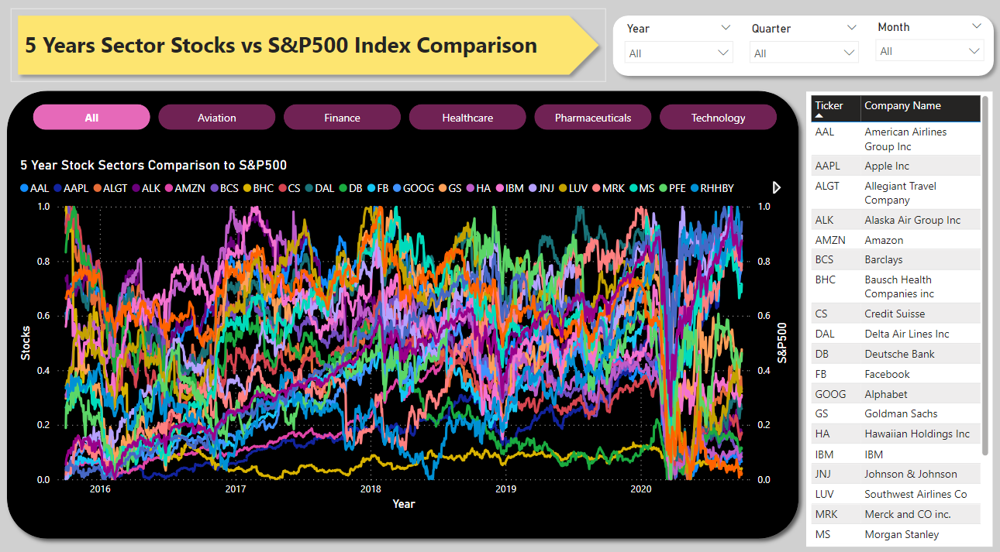 5 Years Sector Stocks vs S&P500 Index Comparison
Year
Quarter
Month
All
All
All
All
Aviation
Finance
Healthcare
Pharmaceuticals
Technology
5 Year Stock Sectors Comparison to S&P500
AAL AAPL ALGT ALK AMZN BCS BHC CS DAL DB FB GOOG GS HA IBM JNJ LUV MRK MS PFE RHHBY
1.0
0.8
0.6
0.4
0.2
0.0
Stocks
1.0
0.8
0.6
0.4
0.2
0.0
S&P500
2016 2017 2018 2019 2020
Year
Ticker Company Name
AAL American Airlines
Group Inc
AAPL Apple Inc
ALGT Allegiant Travel
Company
ALK Alaska Air Group Inc
AMZN Amazon
BCS Barclays
BHC Bausch Health
Companies inc
CS Credit Suisse
DAL Delta Air Lines Inc
DB Deutsche Bank
FB Facebook
GOOG Alphabet
GS Goldman Sachs
HA Hawaiian Holdings Inc
IBM IBM
JNJ Johnson & Johnson
LUV Southwest Airlines Co
MRK Merck and CO inc.
MS Morgan Stanley